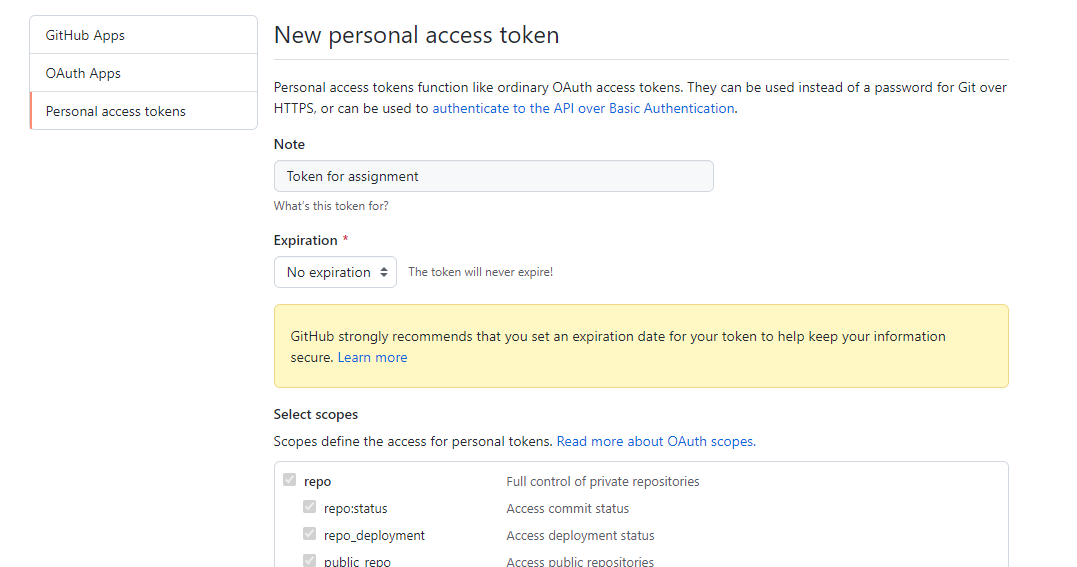 GitHub Apps
OAuth Apps
Personal access tokens
New personal access token
Personal access tokens function like ordinary OAuth access tokens. They can be used instead of a password for Git over
HTTPS, or can be used to authenticate to the API over Basic Authentication.
Note
Token for assignment
What's this token for?
Expiration *
No expiration The token will never expire!
GitHub strongly recommends that you set an expiration date for your token to help keep your information
secure. Learn more
Select scopes
Scopes define the access for personal tokens. Read more about OAuth scopes.
repo Full control of private repositories
repo:status Access commit status
repo_deployment Access deployment status
public_repo Access public repositories